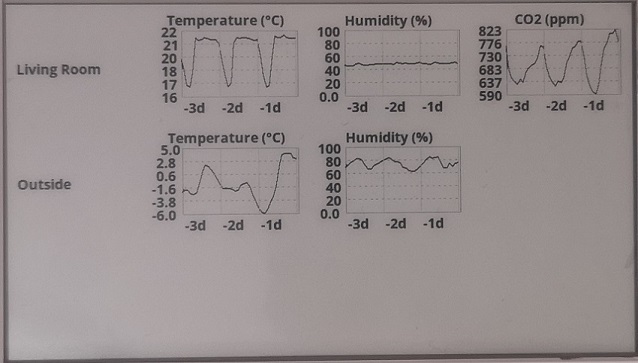 Temperature (°C) Humidity (%) CO2 (ppm)
22 100 823
21 80 776
20 60 730
18 40 683
17 20 637
16 0.0 590
Living Room
-3d -2d -1d -3d -2d -1d -3d -2d -1d
Temperature (°C) Humidity (%)
5.0 100
2.8 80
0.6 60
-1.6 40
-3.8 20
-6.0 0.0
Outside
-3d -2d -1d -3d -2d -1d